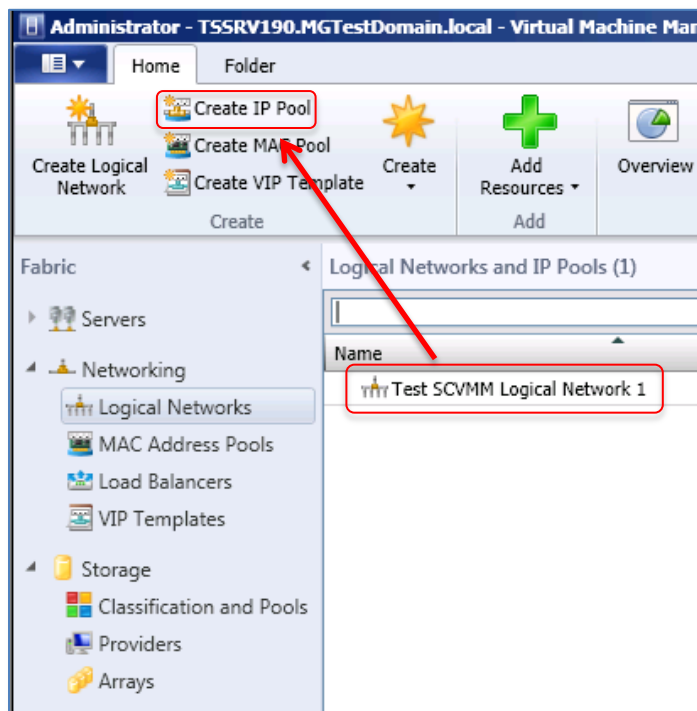 Administrator - TSSRV190.MGTestDomain.local - Virtual Machine Mar
Home Folder
Create Logical Network
Create IP Pool
Create MAC Pool
Create VIP Template
Create
Add Resources
Overview
Create
Add
Fabric
Logical Networks and IP Pools (1)
Servers
Name
Networking
Test SCVMM Logical Network 1
Logical Networks
MAC Address Pools
Load Balancers
VIP Templates
Storage
Classification and Pools
Providers
Arrays